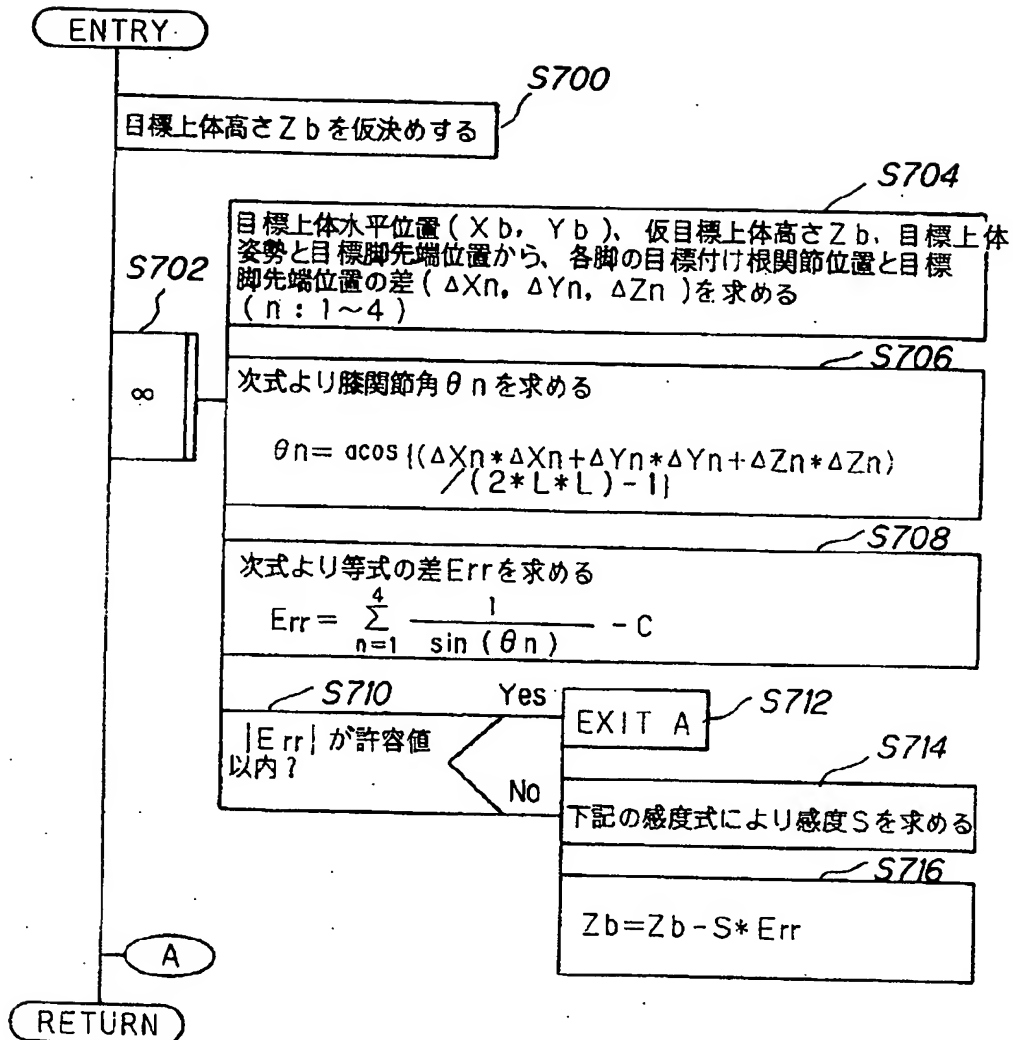 ENTRY
S700
目標上体高さZbを仮決めする
S704
目標上体水平位置(Xb, Yb)、仮目標上体高さZb、目標上体
姿勢と目標脚先端位置から、各脚の目標付け根関節位置と目標
脚先端位置の差(ΔXn, ΔYn, ΔZn)を求める
(n:1~4)
S702
∞
S706
次式より膝関節角θnを求める
θn= acos{(ΔXn*ΔXn+ΔYn*ΔYn+ΔZn*ΔZn)
/(2*L*L)-1}
S708
次式より等式の差Errを求める
Err= 4Σn=1 1/sin(θn) -C
S710
|Err|が許容値
以内?
Yes
EXIT A
S712
No
S714
下記の感度式により感度Sを求める
S716
Zb=Zb-S*Err
A
RETURN